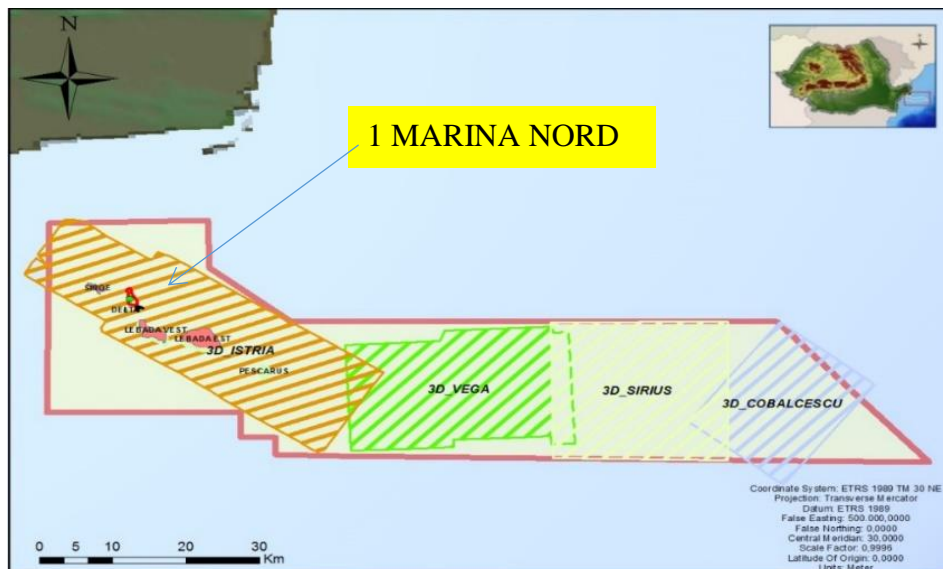 N
1 MARINA NORD
SINOE
DELTA
LEBADA VEST
LEBADA EST
3D_ISTRIA
PESCARUS
3D_VEGA
3D_SIRIUS
3D_COBALCESCU
Coordinate System: ETRS 1989 TM 30 NE
Projection: Transverse Mercator
Datum: ETRS 1989
False Easting: 500.000,0000
False Northing: 0,0000
Central Meridian: 30,0000
Scale Factor: 0,9996
Latitude Of Origin: 0,0000
Units: Meter
0 5 10 20 30
Km